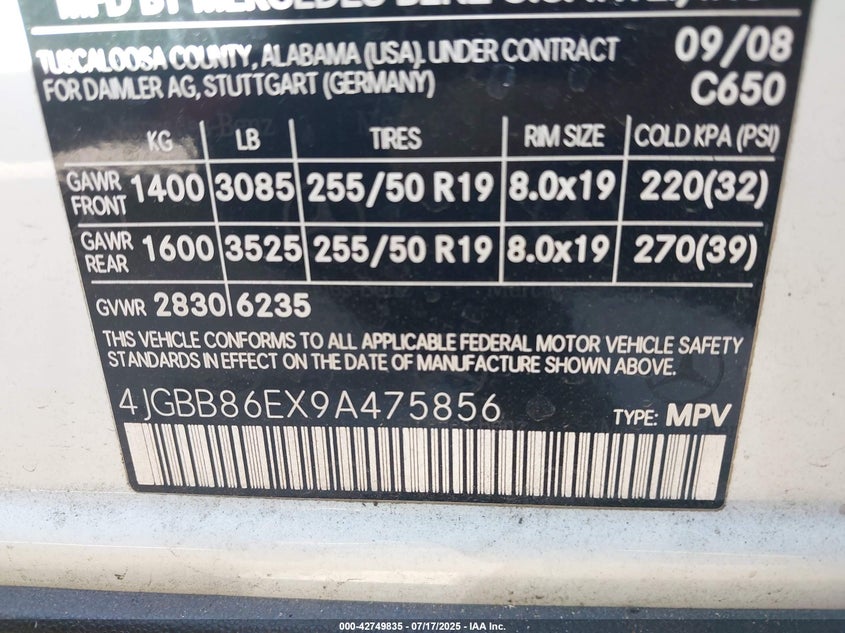 MFD BY MERCEDES-BENZ U.S.
TUSCALOOSA COUNTY, ALABAMA (USA). UNDER CONTRACT 09/08
FOR DAIMLER AG, STUTTGART (GERMANY) C650
KG LB TIRES RIM SIZE COLD KPA (PSI)
GAWR FRONT 1400 3085 255/50 R19 8.0x19 220(32)
GAWR REAR 1600 3525 255/50 R19 8.0x19 270(39)
GVWR 2830 6235
THIS VEHICLE CONFORMS TO ALL APPLICABLE FEDERAL MOTOR VEHICLE SAFETY
STANDARDS IN EFFECT ON THE DATE OF MANUFACTURE SHOWN ABOVE.
4JGBB86EX9A475856 TYPE: MPV
000-42749835 - 07/17/2025 - IAA Inc.